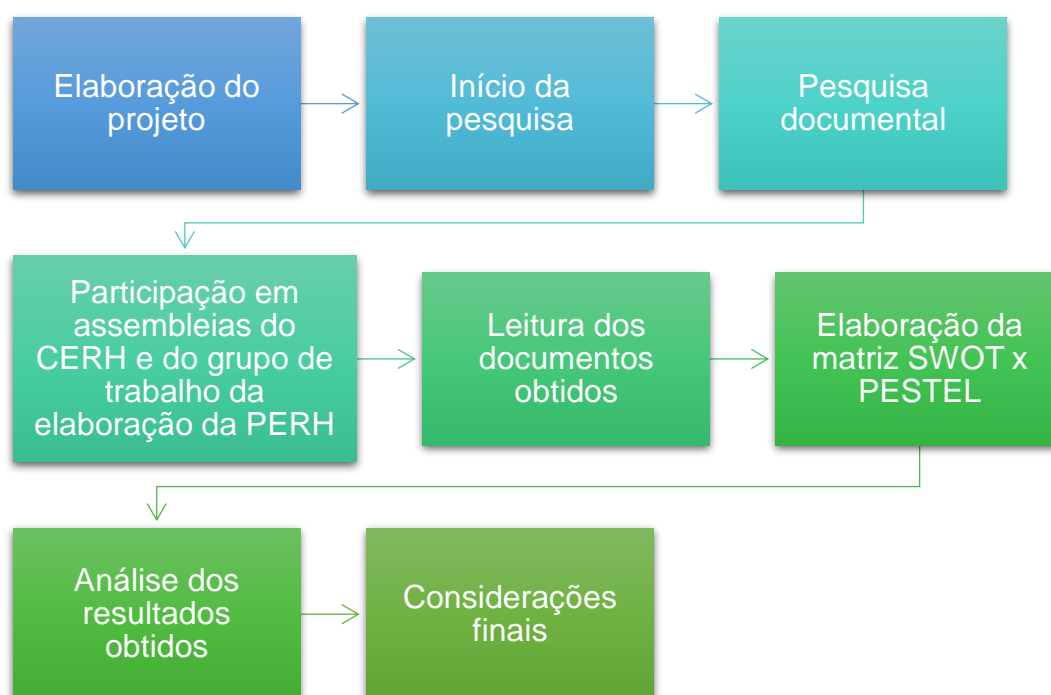 Elaboração do
projeto
Início da
pesquisa
Pesquisa
documental
Participação em
assembleias do
CERH e do grupo de
trabalho da
elaboração da PERH
Leitura dos
documentos
obtidos
Elaboração da
matriz SWOT x
PESTEL
Análise dos
resultados
obtidos
Considerações
finais